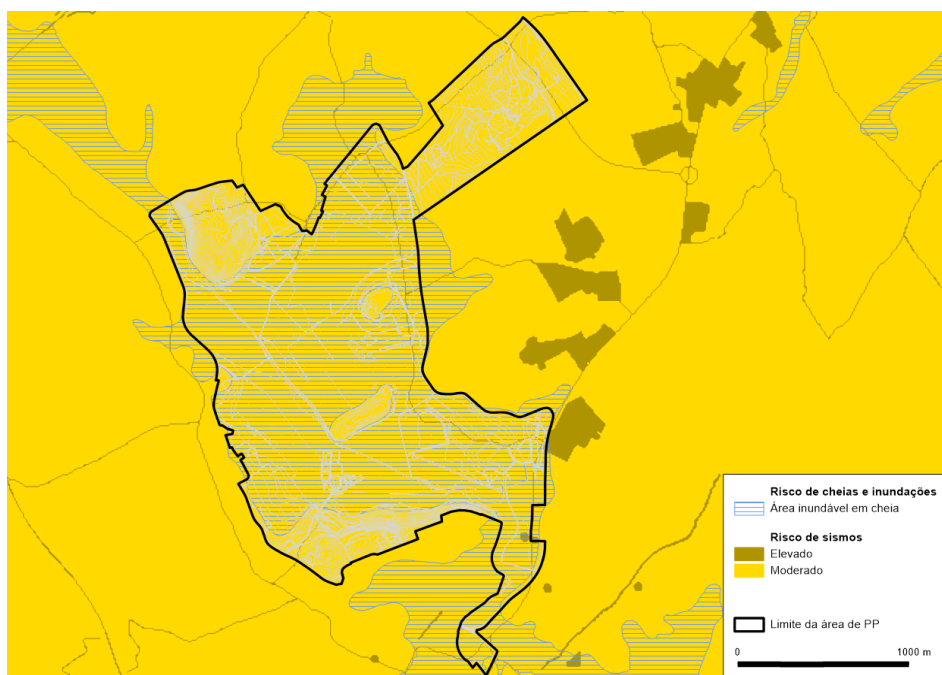 Risco de cheias e inundações
Área inundável em cheia
Risco de sismos
Elevado
Moderado
Limite da área de PP
0 1000 m